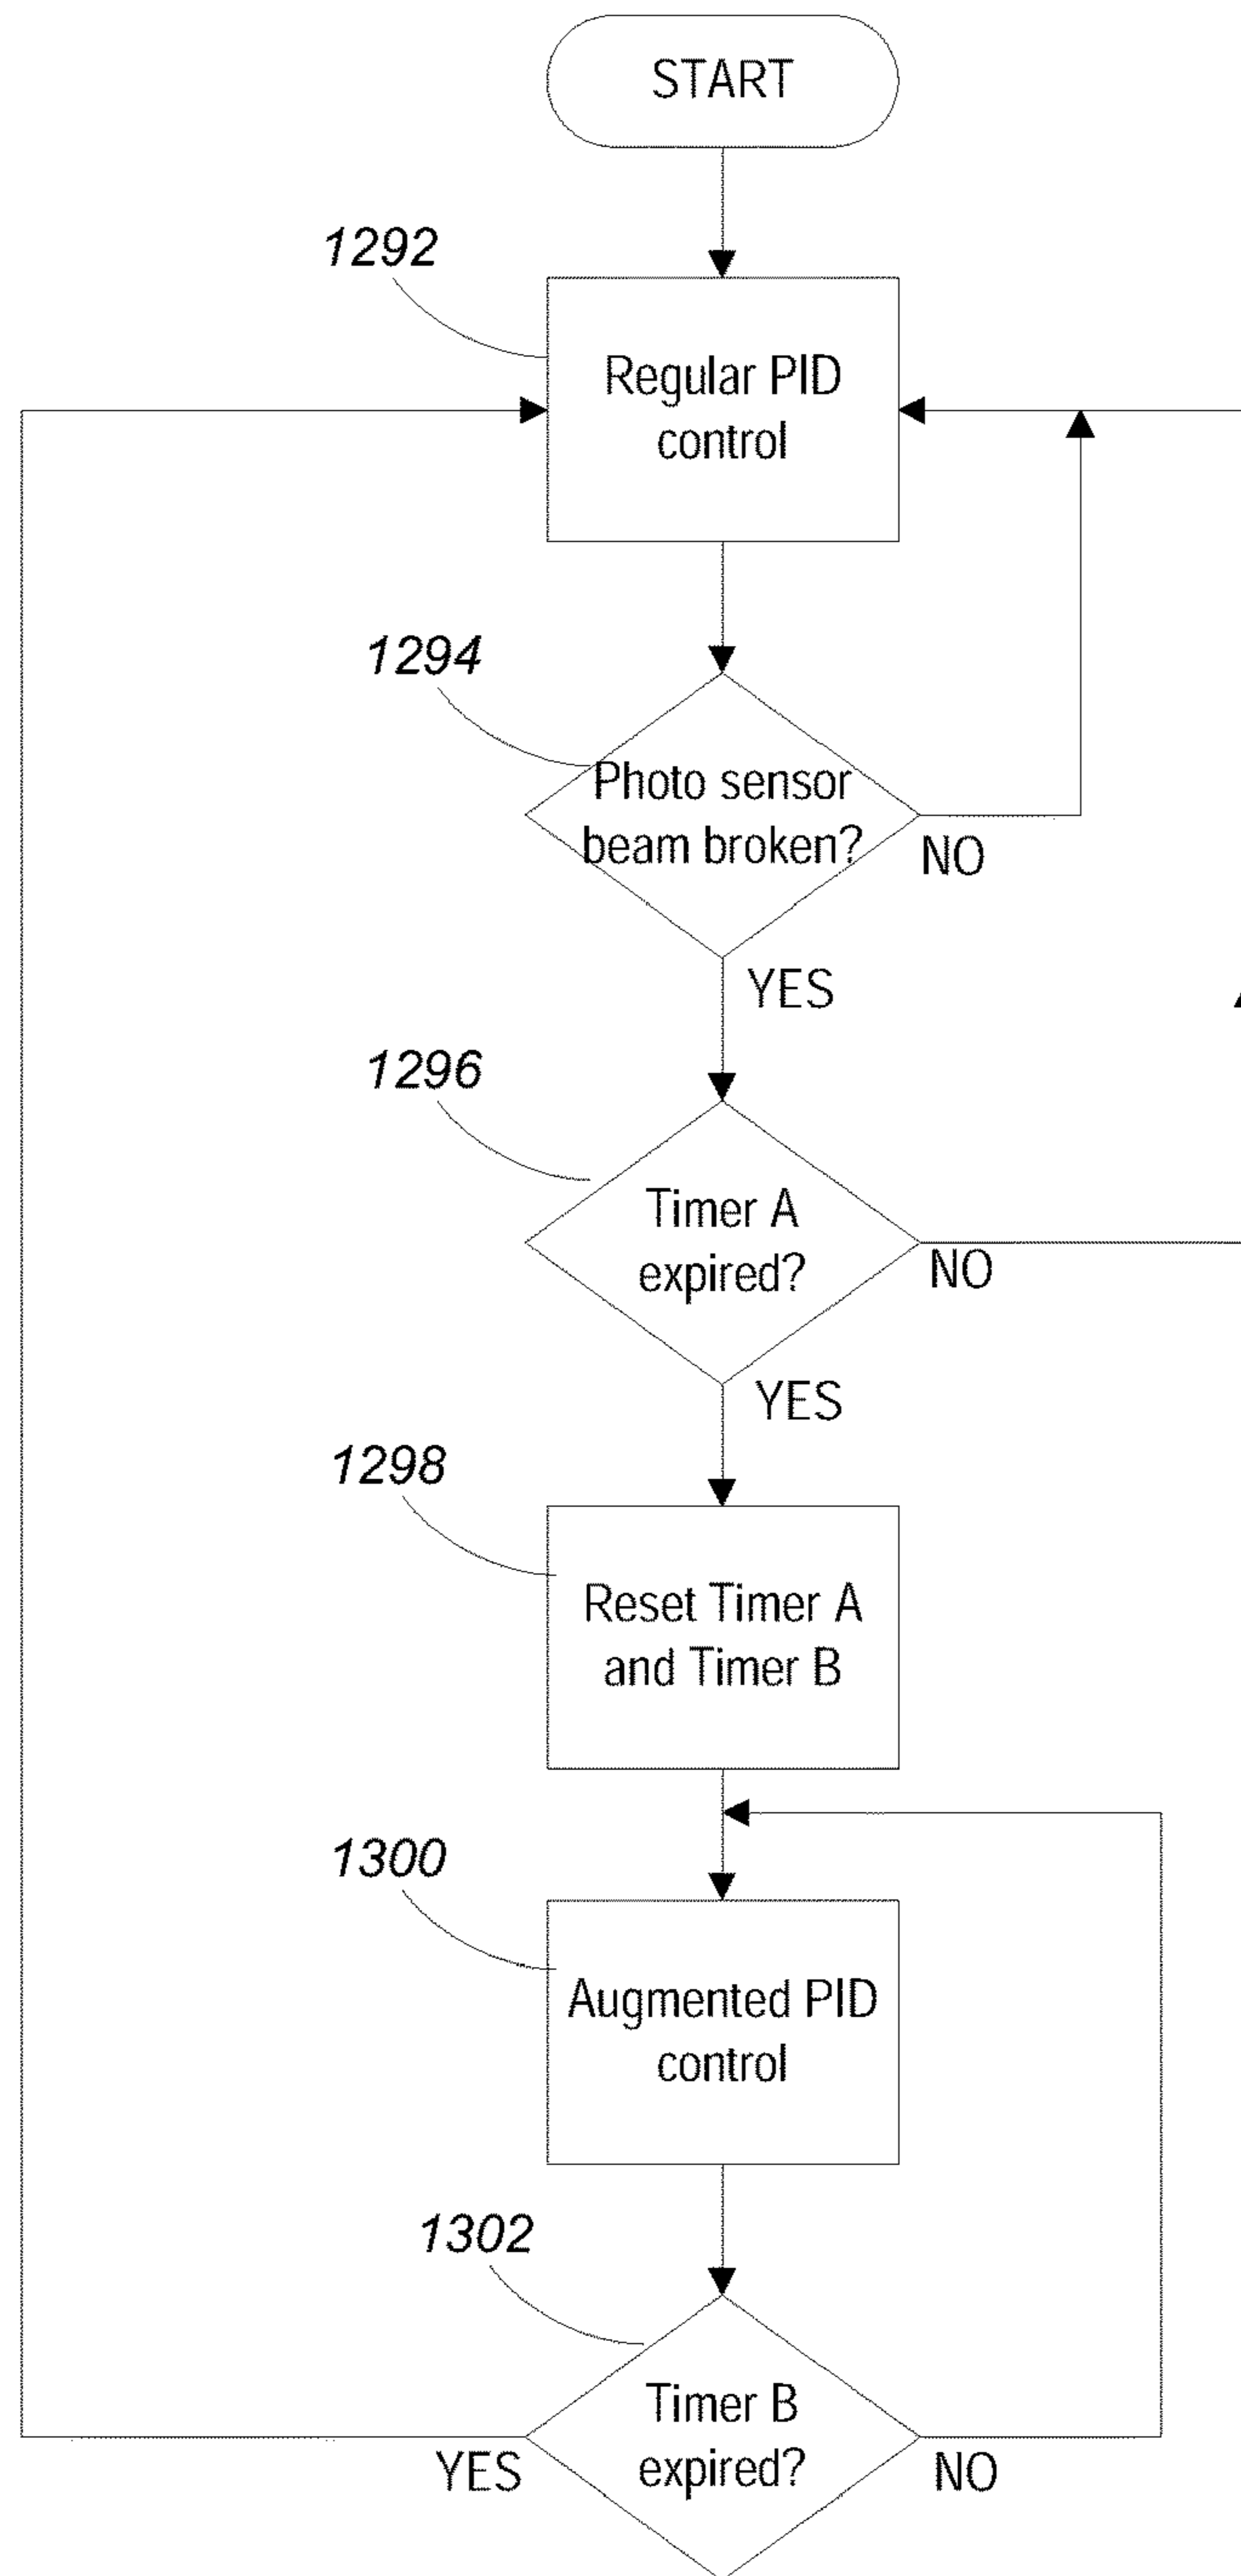 START
1292
Regular PID
control
1294
Photo sensor
beam broken?
NO
YES
1296
Timer A
expired?
NO
YES
1298
Reset Timer A
and Timer B
1300
Augmented PID
control
1302
Timer B
expired?
YES
NO